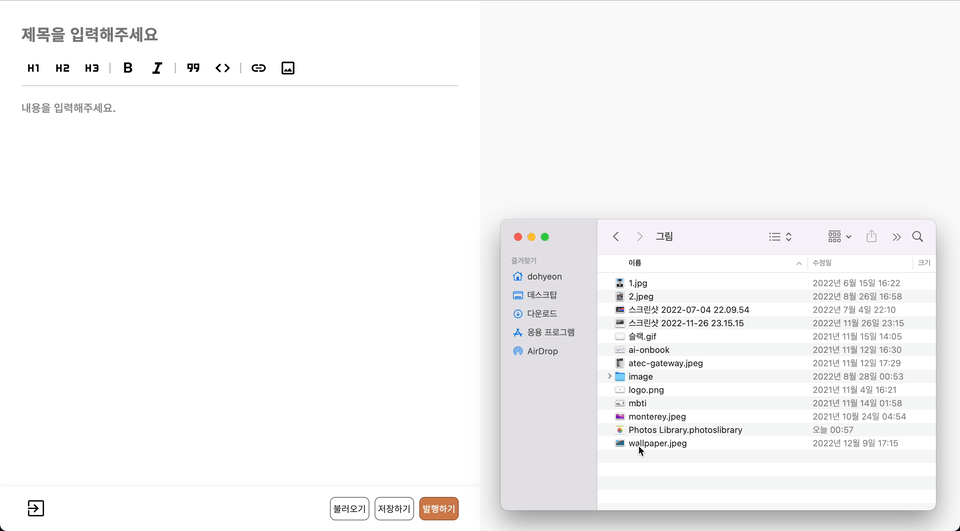 제목을 입력해주세요
H1 H2 H3 B I
내용을 입력해주세요.
불러오기 저장하기 발행하기
그림
즐겨찾기
dohyeon
데스크탑
다운로드
응용 프로그램
AirDrop
이름 수정일 크기
1.jpg 2022년 6월 15일 16:22
2.jpeg 2022년 8월 26일 16:58
스크린샷 2022-07-04 22.09.54 2022년 7월 4일 22:10
스크린샷 2022-11-26 23.15.15 2022년 11월 26일 23:15
슬랙.gif 2021년 11월 15일 14:05
ai-onbook 2021년 11월 12일 16:30
atec-gateway.jpeg 2021년 11월 12일 17:29
image 2022년 8월 28일 00:53
logo.png 2021년 11월 4일 16:21
mbti 2021년 11월 14일 01:58
monterey.jpeg 2021년 10월 24일 04:54
Photos Library.photoslibrary 오늘 00:57
wallpaper.jpeg 2022년 12월 9일 17:15